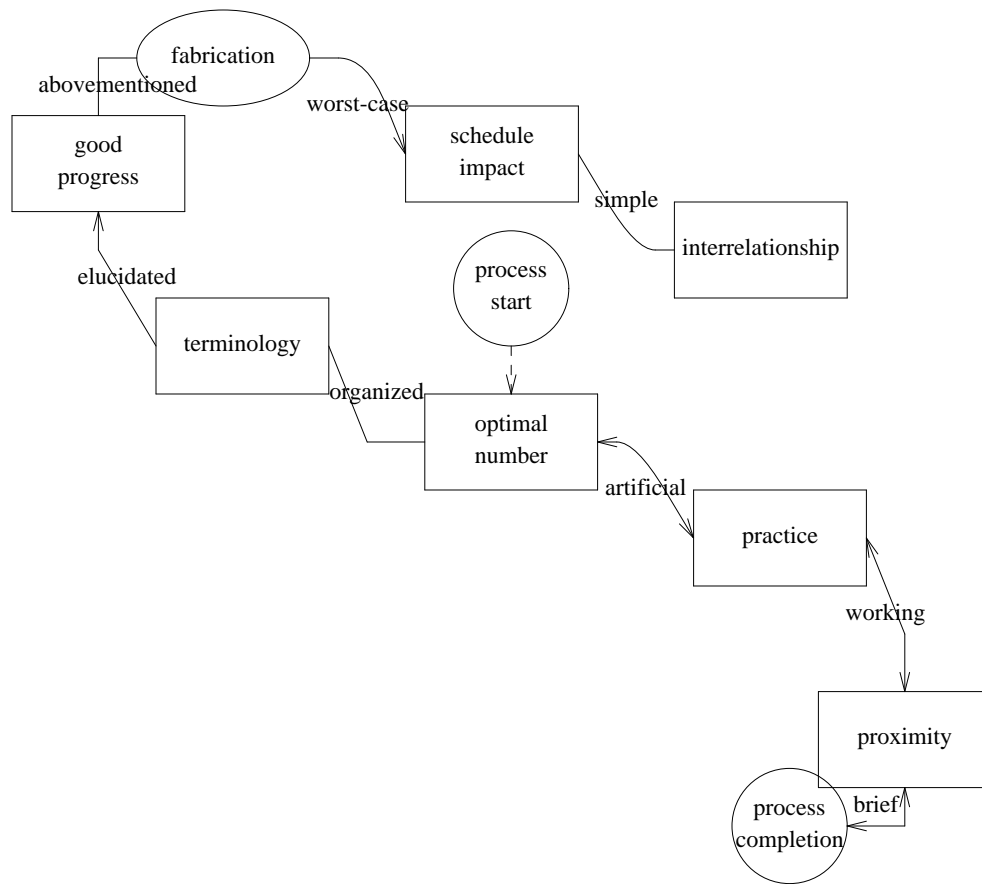 fabrication
abovementioned
worst-case
schedule
impact
good
progress
simple
interrelationship
process
start
elucidated
terminology
organized
optimal
number
artificial
practice
working
proximity
brief
process
completion